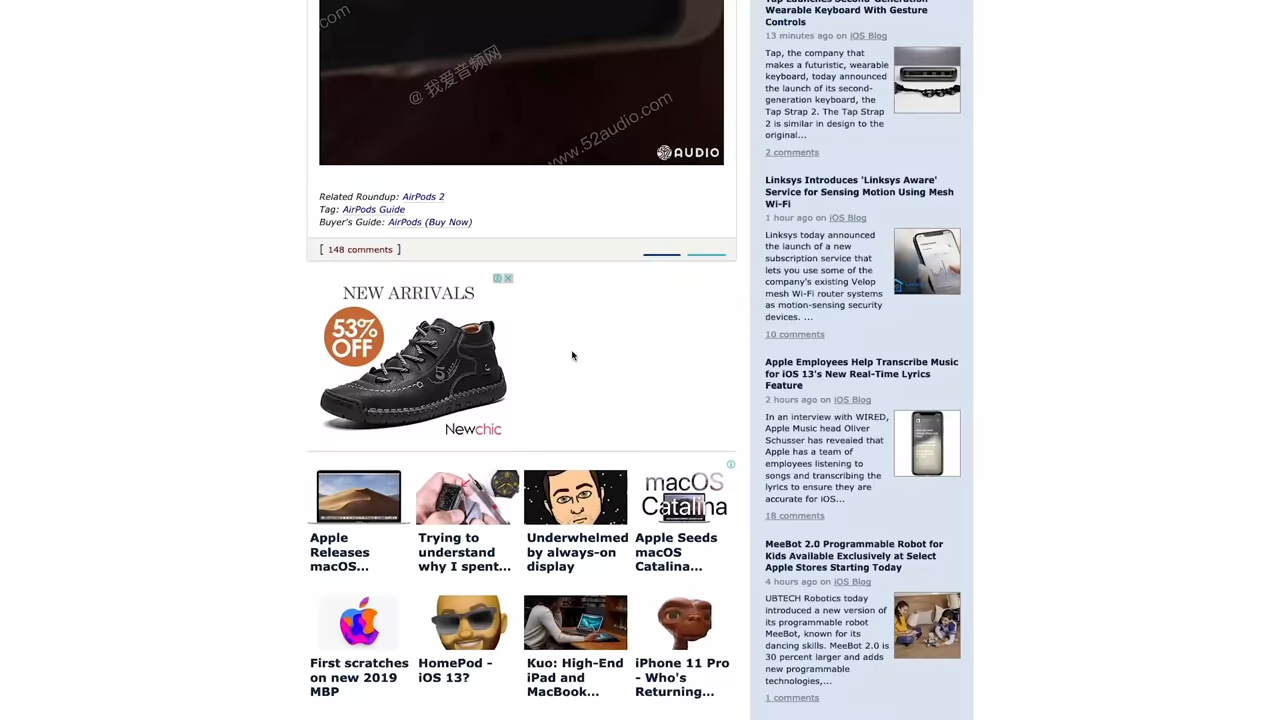 .com
@ 我爱音频网
www.52audio.com
AUDIO
Related Roundup: AirPods 2
Tag: AirPods Guide
Buyer's Guide: AirPods (Buy Now)
[ 148 comments ]
NEW ARRIVALS
53%
OFF
5
Newchic
Apple
Releases
macOS...
Trying to
understand
why I spent...
Underwhelmed
by always-on
display
macOS
Catalina
Apple Seeds
macOS
Catalina...
First scratches
on new 2019
MBP
HomePod -
iOS 13?
Kuo: High-End
iPad and
MacBook...
iPhone 11 Pro
- Who's
Returning...
Tap Launches Second-Generation
Wearable Keyboard With Gesture
Controls
13 minutes ago on iOS Blog
Tap, the company that
makes a futuristic, wearable
keyboard, today announced
the launch of its second-
generation keyboard, the
Tap Strap 2. The Tap Strap
2 is similar in design to the
original...
2 comments
Linksys Introduces 'Linksys Aware'
Service for Sensing Motion Using Mesh
Wi-Fi
1 hour ago on iOS Blog
Linksys today announced
the launch of a new
subscription service that
lets you use some of the
company's existing Velop
mesh Wi-Fi router systems
as motion-sensing security
devices. ...
10 comments
Apple Employees Help Transcribe Music
for iOS 13's New Real-Time Lyrics
Feature
2 hours ago on iOS Blog
In an interview with WIRED,
Apple Music head Oliver
Schusser has revealed that
Apple has a team of
employees listening to
songs and transcribing the
lyrics to ensure they are
accurate for iOS...
18 comments
MeeBot 2.0 Programmable Robot for
Kids Available Exclusively at Select
Apple Stores Starting Today
4 hours ago on iOS Blog
UBTECH Robotics today
introduced a new version of
its programmable robot
MeeBot, known for its
dancing skills. MeeBot 2.0 is
30 percent larger and adds
new programmable
technologies,...
1 comments